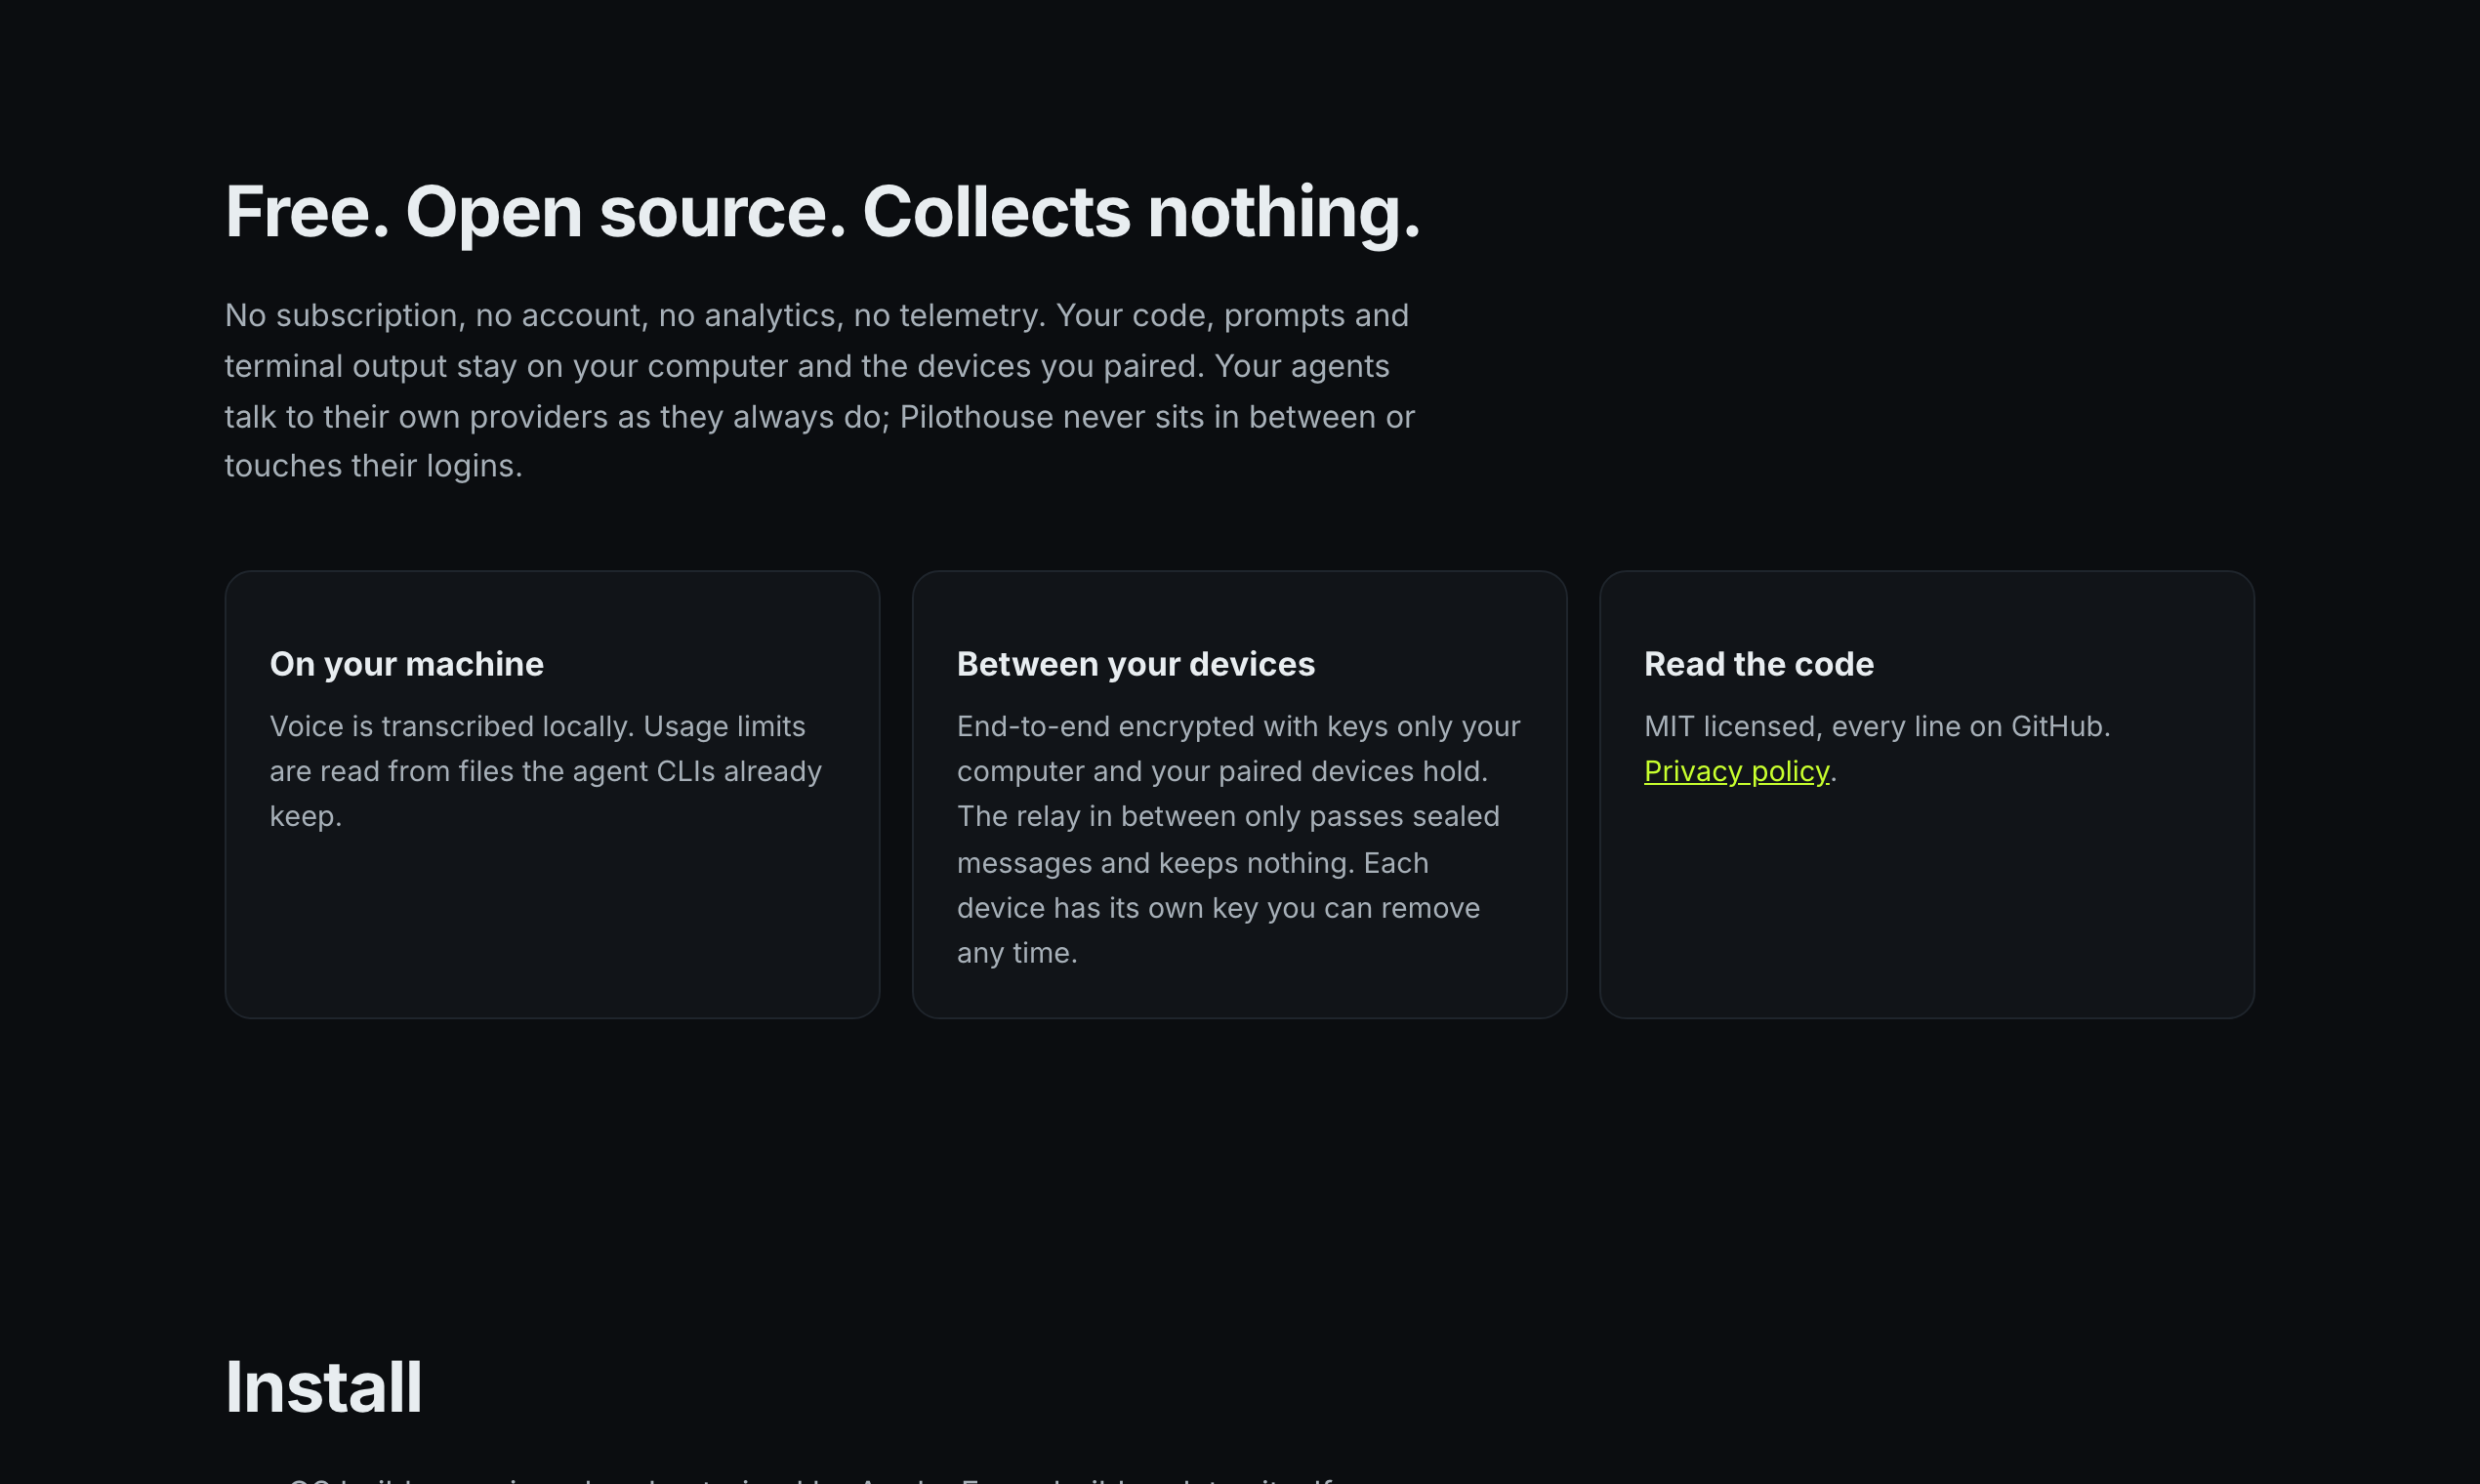 Free. Open source. Collects nothing.
No subscription, no account, no analytics, no telemetry. Your code, prompts and
terminal output stay on your computer and the devices you paired. Your agents
talk to their own providers as they always do; Pilothouse never sits in between or
touches their logins.
On your machine
Voice is transcribed locally. Usage limits
are read from files the agent CLIs already
keep.
Between your devices
End-to-end encrypted with keys only your
computer and your paired devices hold.
The relay in between only passes sealed
messages and keeps nothing. Each
device has its own key you can remove
any time.
Read the code
MIT licensed, every line on GitHub.
Privacy policy.
Install